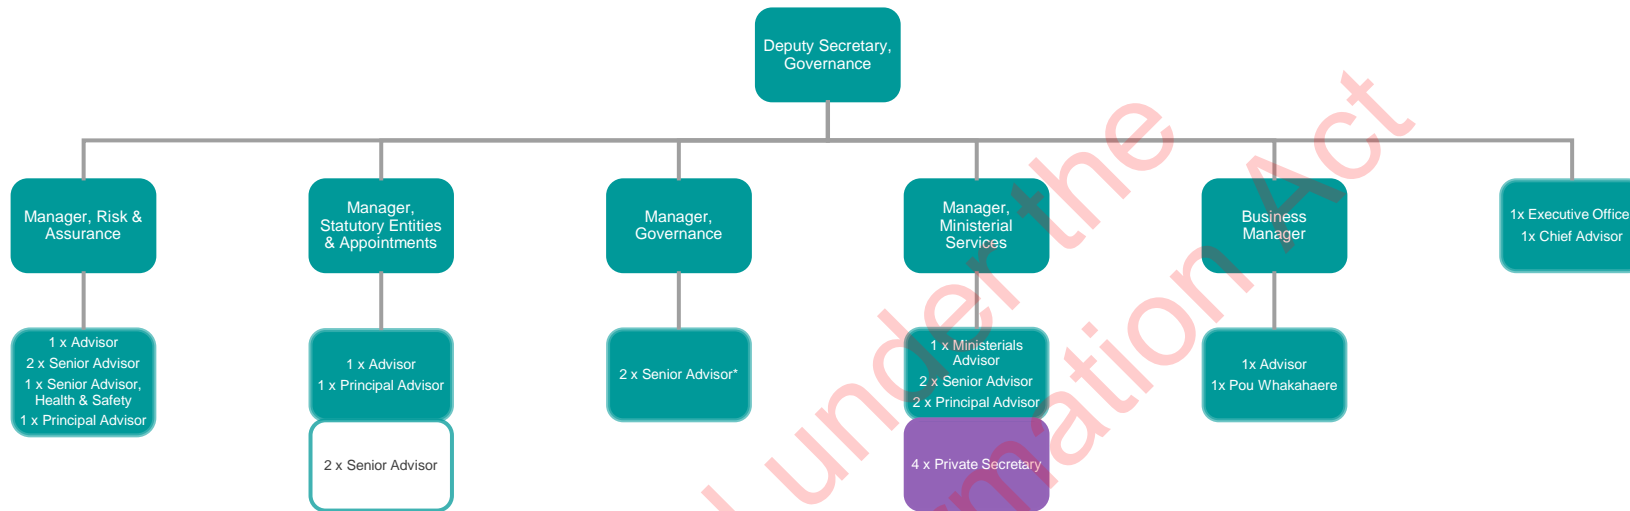 Deputy Secretary,
Governance
Manager, Risk &
Assurance
Manager,
Statutory Entities
& Appointments
Manager,
Governance
Manager,
Ministerial
Services
Business
Manager
1x Executive Office
1x Chief Advisor
1 x Advisor
2 x Senior Advisor
1 x Senior Advisor,
Health & Safety
1 x Principal Advisor
1 x Advisor
1 x Principal Advisor
2 x Senior Advisor
2 x Senior Advisor*
1 x Ministerials
Advisor
2 x Senior Advisor
2 x Principal Advisor
4 x Private Secretary
1x Advisor
1x Pou Whakahaere
under the
rmation Act